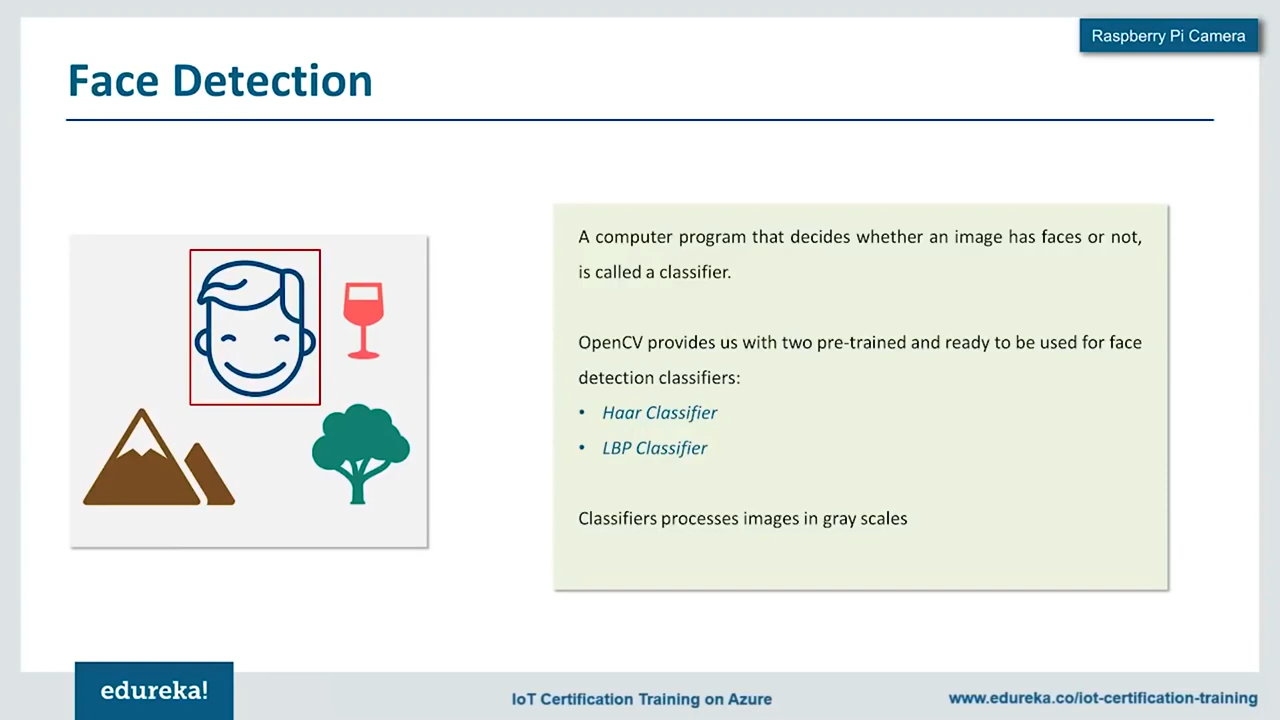 Raspberry Pi Camera
Face Detection
A computer program that decides whether an image has faces or not,
is called a classifier.
OpenCV provides us with two pre-trained and ready to be used for face
detection classifiers:
• Haar Classifier
• LBP Classifier
Classifiers processes images in gray scales
edureka!
IoT Certification Training on Azure
www.edureka.co/iot-certification-training